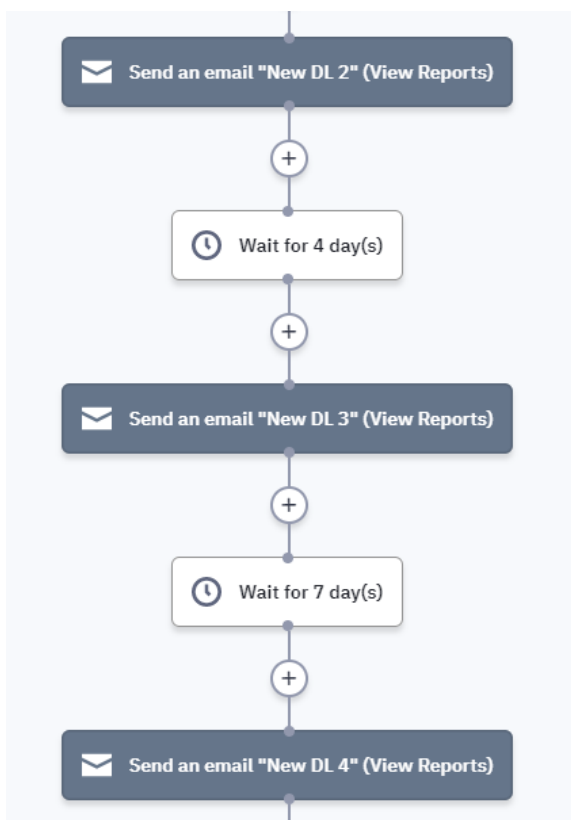 Send an email "New DL 2" (View Reports)
+
Wait for 4 day(s)
+
Send an email "New DL 3" (View Reports)
+
Wait for 7 day(s)
+
Send an email "New DL 4" (View Reports)